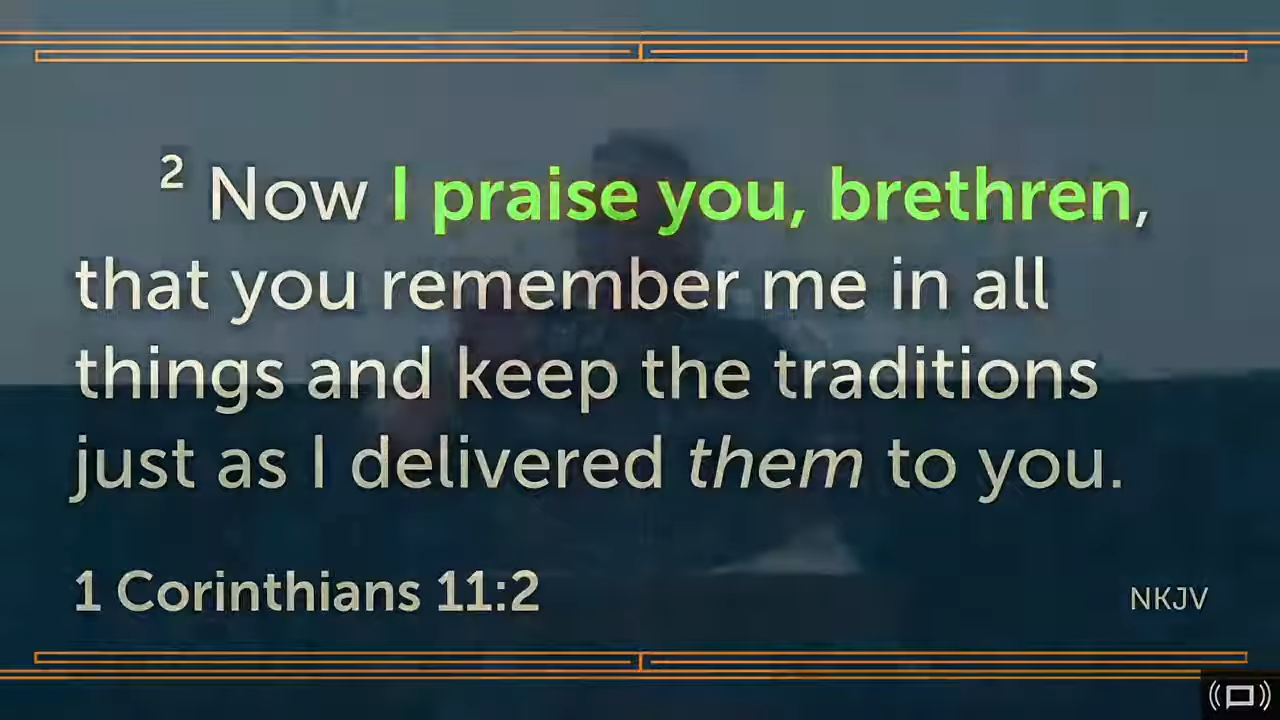 2 Now I praise you, brethren,
that you remember me in all
things and keep the traditions
just as I delivered them to you.
1 Corinthians 11:2
NKJV